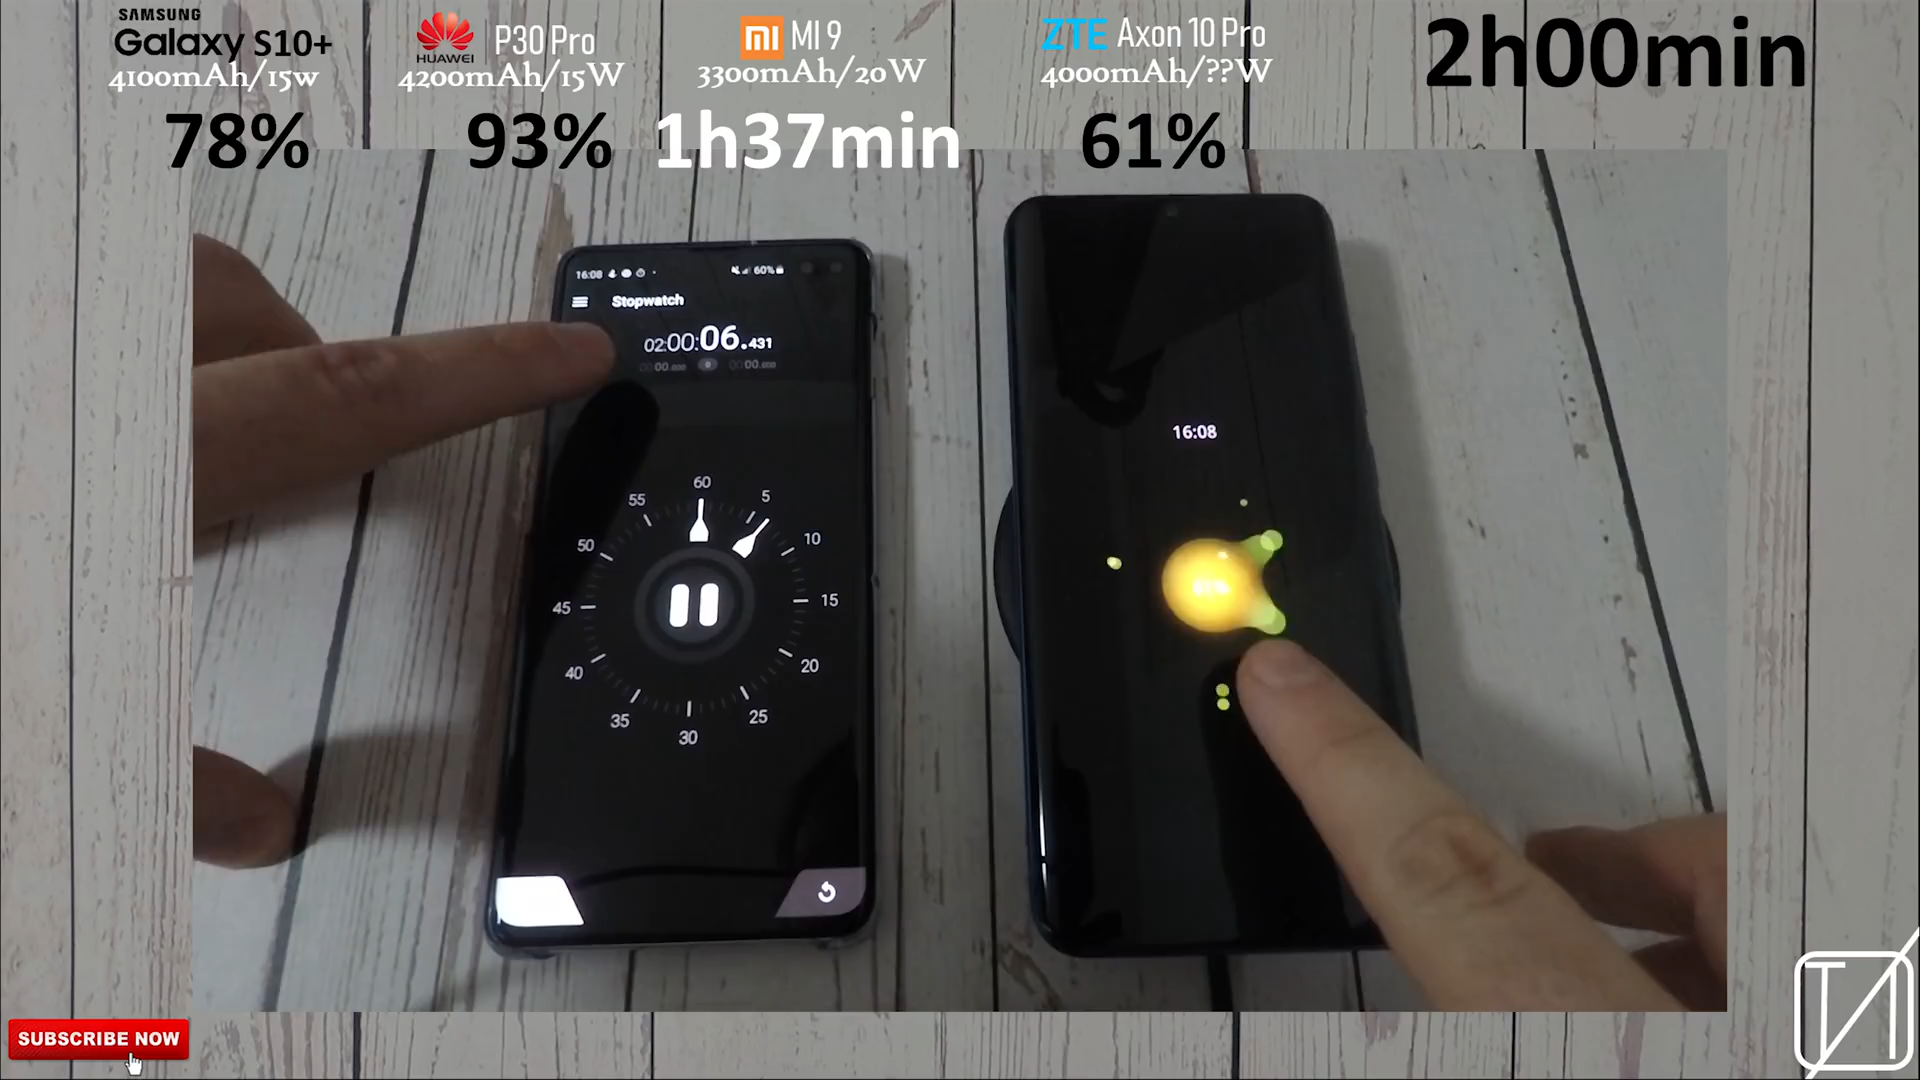 SAMSUNG
Galaxy S10+
4100mAh/15w
78%
HUAWEI
P30 Pro
4200mAh/15W
93%
MI 9
3300mAh/20W
1h37min
ZTE Axon 10 Pro
4000mAh/??W
61%
2h00min
16:08
60%
Stopwatch
02:00:06.431
60
5
10
15
20
25
30
35
40
45
50
55
16:08
SUBSCRIBE NOW